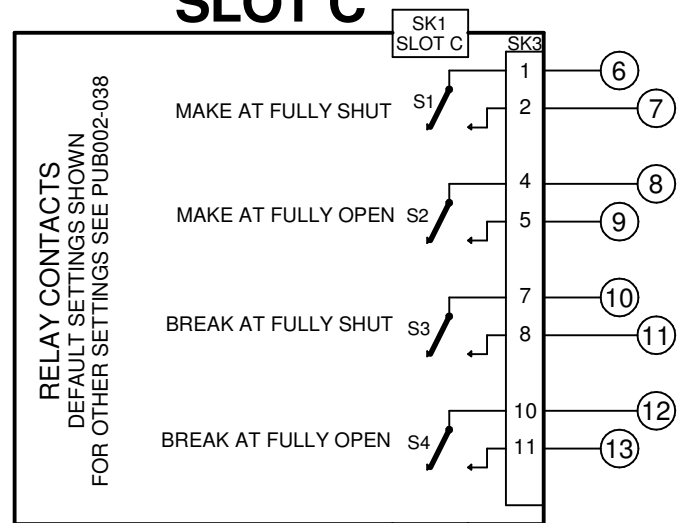 SLOT C
SK1
SLOT C
SK3
RELAY CONTACTS
DEFAULT SETTINGS SHOWN
FOR OTHER SETTINGS SEE PUB002-038
MAKE AT FULLY SHUT S1 1 6
2 7
MAKE AT FULLY OPEN S2 4 8
5 9
BREAK AT FULLY SHUT S3 7 10
8 11
BREAK AT FULLY OPEN S4 10 12
11 13